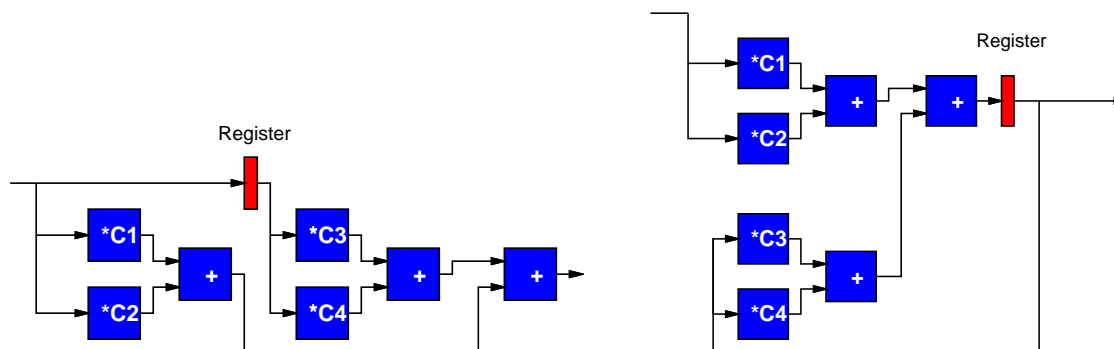 Register
*C1
*C2
+
*C3
*C4
+
+
Register
*C1
*C2
+
+
*C3
*C4
+